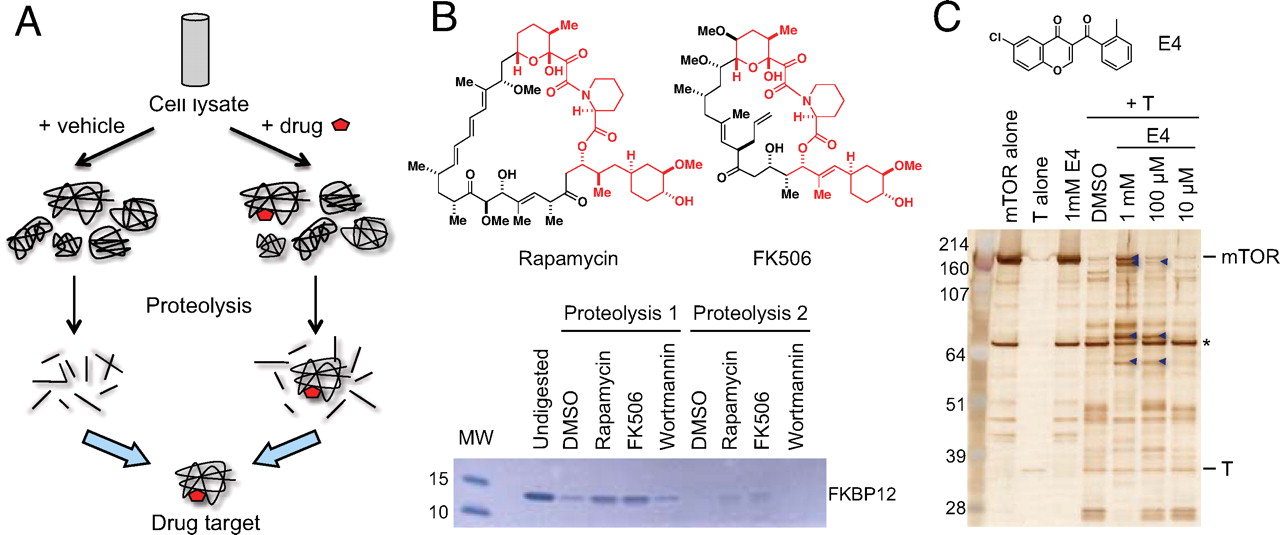 A
Cell lysate
+ vehicle
+ drug
Proteolysis
Drug target
B
Me
O
OH
H
O
O
Me
OMe
O
N
H
O
O
H
OMe
OH
Me
Me
O
OH
Me
OMe
Me
Me
O
Rapamycin
MeO
Me
MeO
O
OH
H
O
O
Me
N
H
O
Me
OH
O
O
H
OMe
OH
Me
Me
FK506
Proteolysis 1
Proteolysis 2
Undigested
DMSO
Rapamycin
FK506
Wortmannin
DMSO
Rapamycin
FK506
Wortmannin
MW
15
10
FKBP12
C
Cl
O
O
O
E4
+ T
E4
mTOR alone
T alone
1mM E4
DMSO
1 mM
100 µM
10 µM
214
160
107
64
51
39
28
mTOR
*
T